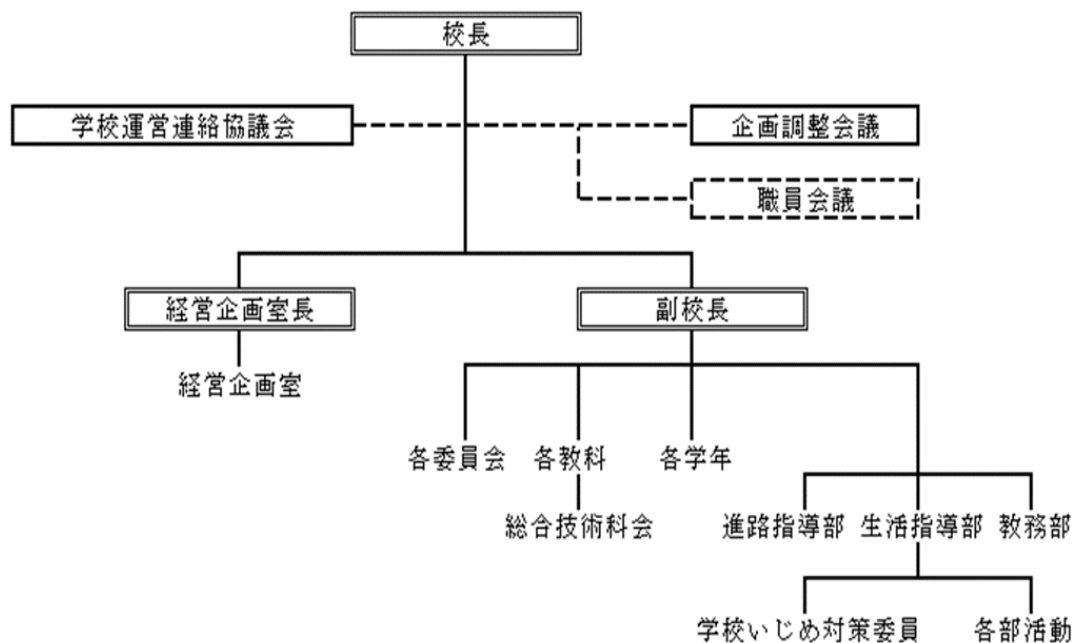 校長
学校運営連絡協議会
企画調整会議
職員会議
経営企画室長
副校長
経営企画室
各委員会
各教科
各学年
総合技術科会
進路指導部
生活指導部
教務部
学校いじめ対策委員
各部活動